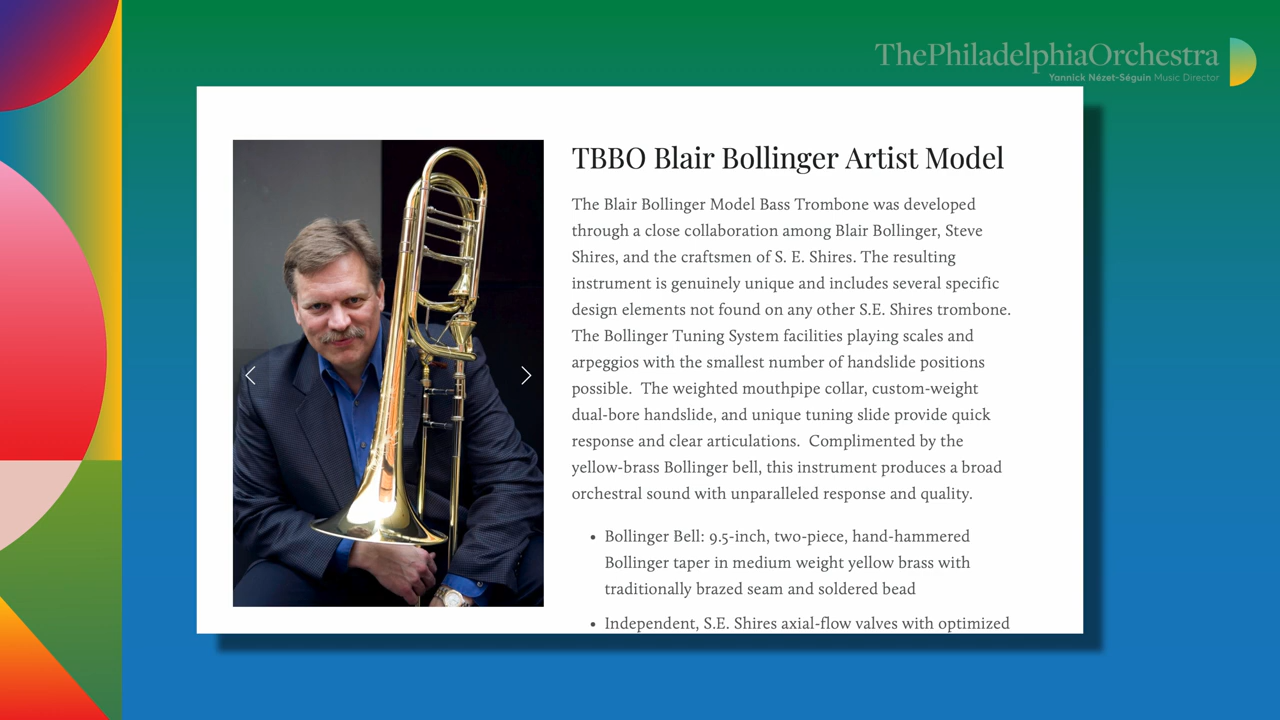 ThePhiladelphiaOrchestra
Yannick Nézet-Séguin Music Director
TBBO Blair Bollinger Artist Model
The Blair Bollinger Model Bass Trombone was developed
through a close collaboration among Blair Bollinger, Steve
Shires, and the craftsmen of S. E. Shires. The resulting
instrument is genuinely unique and includes several specific
design elements not found on any other S.E. Shires trombone.
The Bollinger Tuning System facilities playing scales and
arpeggios with the smallest number of handslide positions
possible.  The weighted mouthpipe collar, custom-weight
dual-bore handslide, and unique tuning slide provide quick
response and clear articulations.  Complimented by the
yellow-brass Bollinger bell, this instrument produces a broad
orchestral sound with unparalleled response and quality.
• Bollinger Bell: 9.5-inch, two-piece, hand-hammered
Bollinger taper in medium weight yellow brass with
traditionally brazed seam and soldered bead
• Independent, S.E. Shires axial-flow valves with optimized